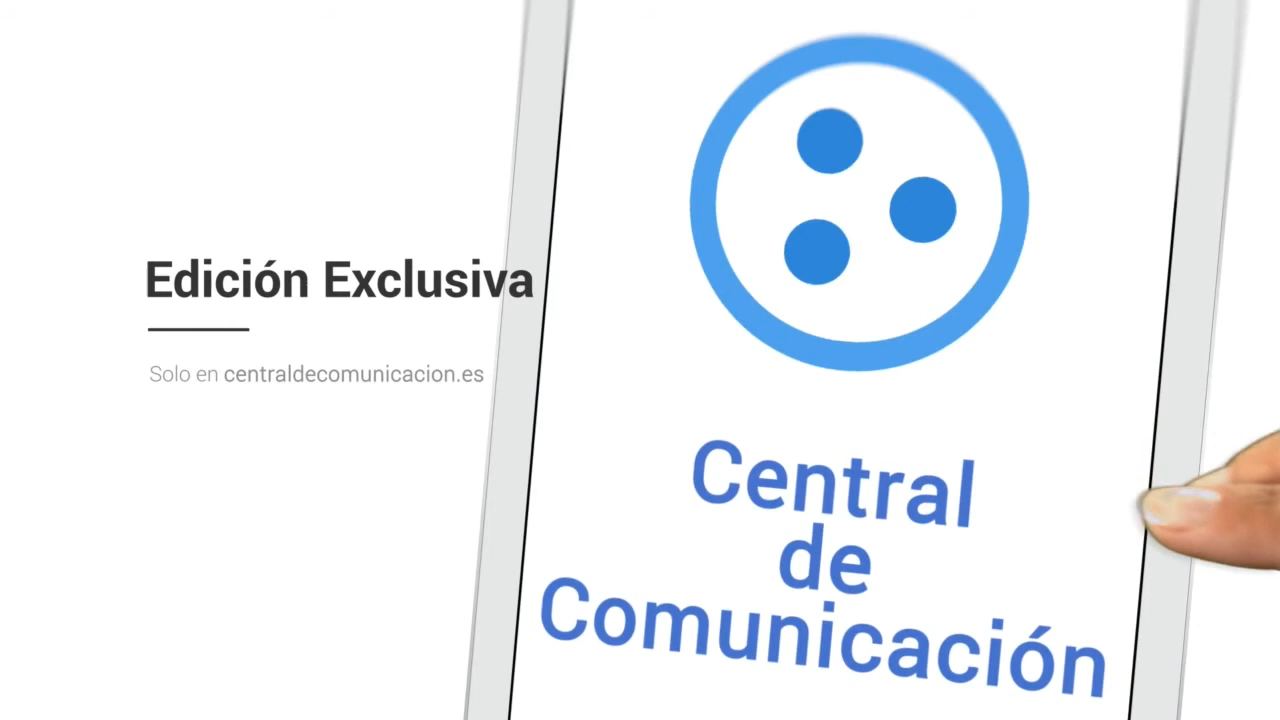 Edición Exclusiva
Solo en centraldecomunicacion.es
Central
de
Comunicación